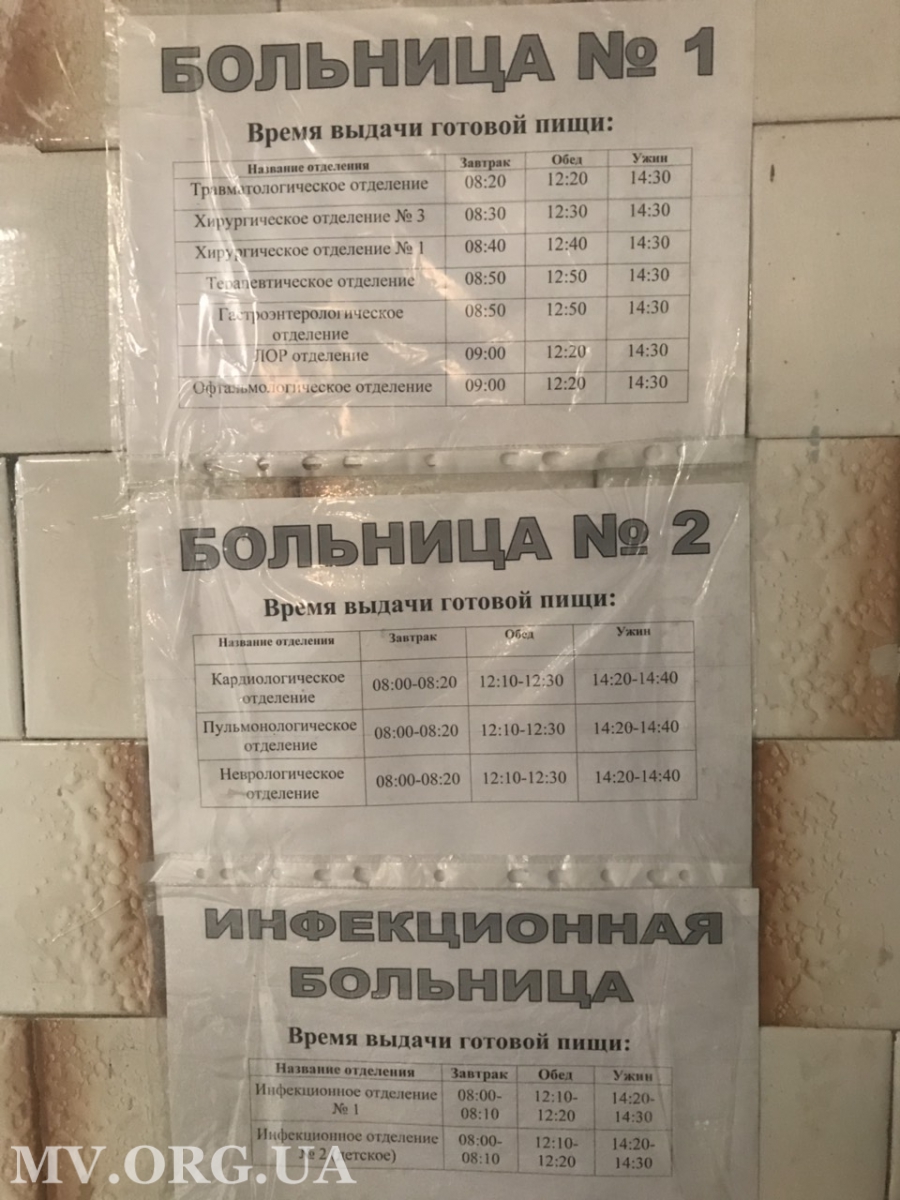 БОЛЬНИЦА № 1
Время выдачи готовой пищи:
Название отделения Завтрак Обед Ужин
Травматологическое отделение 08:20 12:20 14:30
Хирургическое отделение № 3 08:30 12:30 14:30
Хирургическое отделение № 1 08:40 12:40 14:30
Терапевтическое отделение 08:50 12:50 14:30
Гастроэнтерологическое 08:50 12:50 14:30
отделение
ЛОР отделение 09:00 12:20 14:30
Офтальмологическое отделение 09:00 12:20 14:30
БОЛЬНИЦА № 2
Время выдачи готовой пищи:
Название отделения Завтрак Обед Ужин
Кардиологическое
отделение 08:00-08:20 12:10-12:30 14:20-14:40
Пульмонологическое
отделение 08:00-08:20 12:10-12:30 14:20-14:40
Неврологическое
отделение 08:00-08:20 12:10-12:30 14:20-14:40
ИНФЕКЦИОННАЯ
БОЛЬНИЦА
Время выдачи готовой пищи:
Название отделения Завтрак Обед Ужин
Инфекционное отделение 08:00- 12:10- 14:20-
№ 1 08:10 12:20 14:30
Инфекционное отделение 08:00- 12:10- 14:20-
№ 2 (детское) 08:10 12:20 14:30
MV.ORG.UA